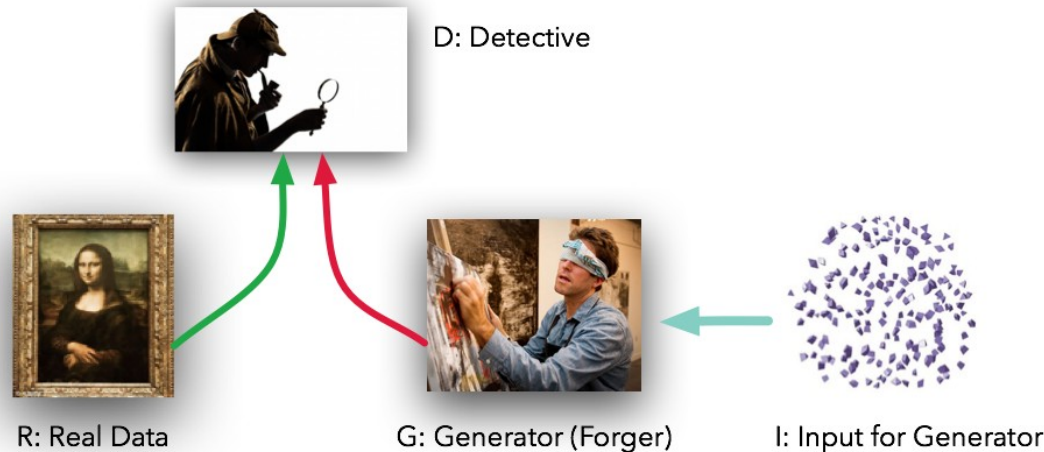 D: Detective
R: Real Data
G: Generator (Forger)
I: Input for Generator